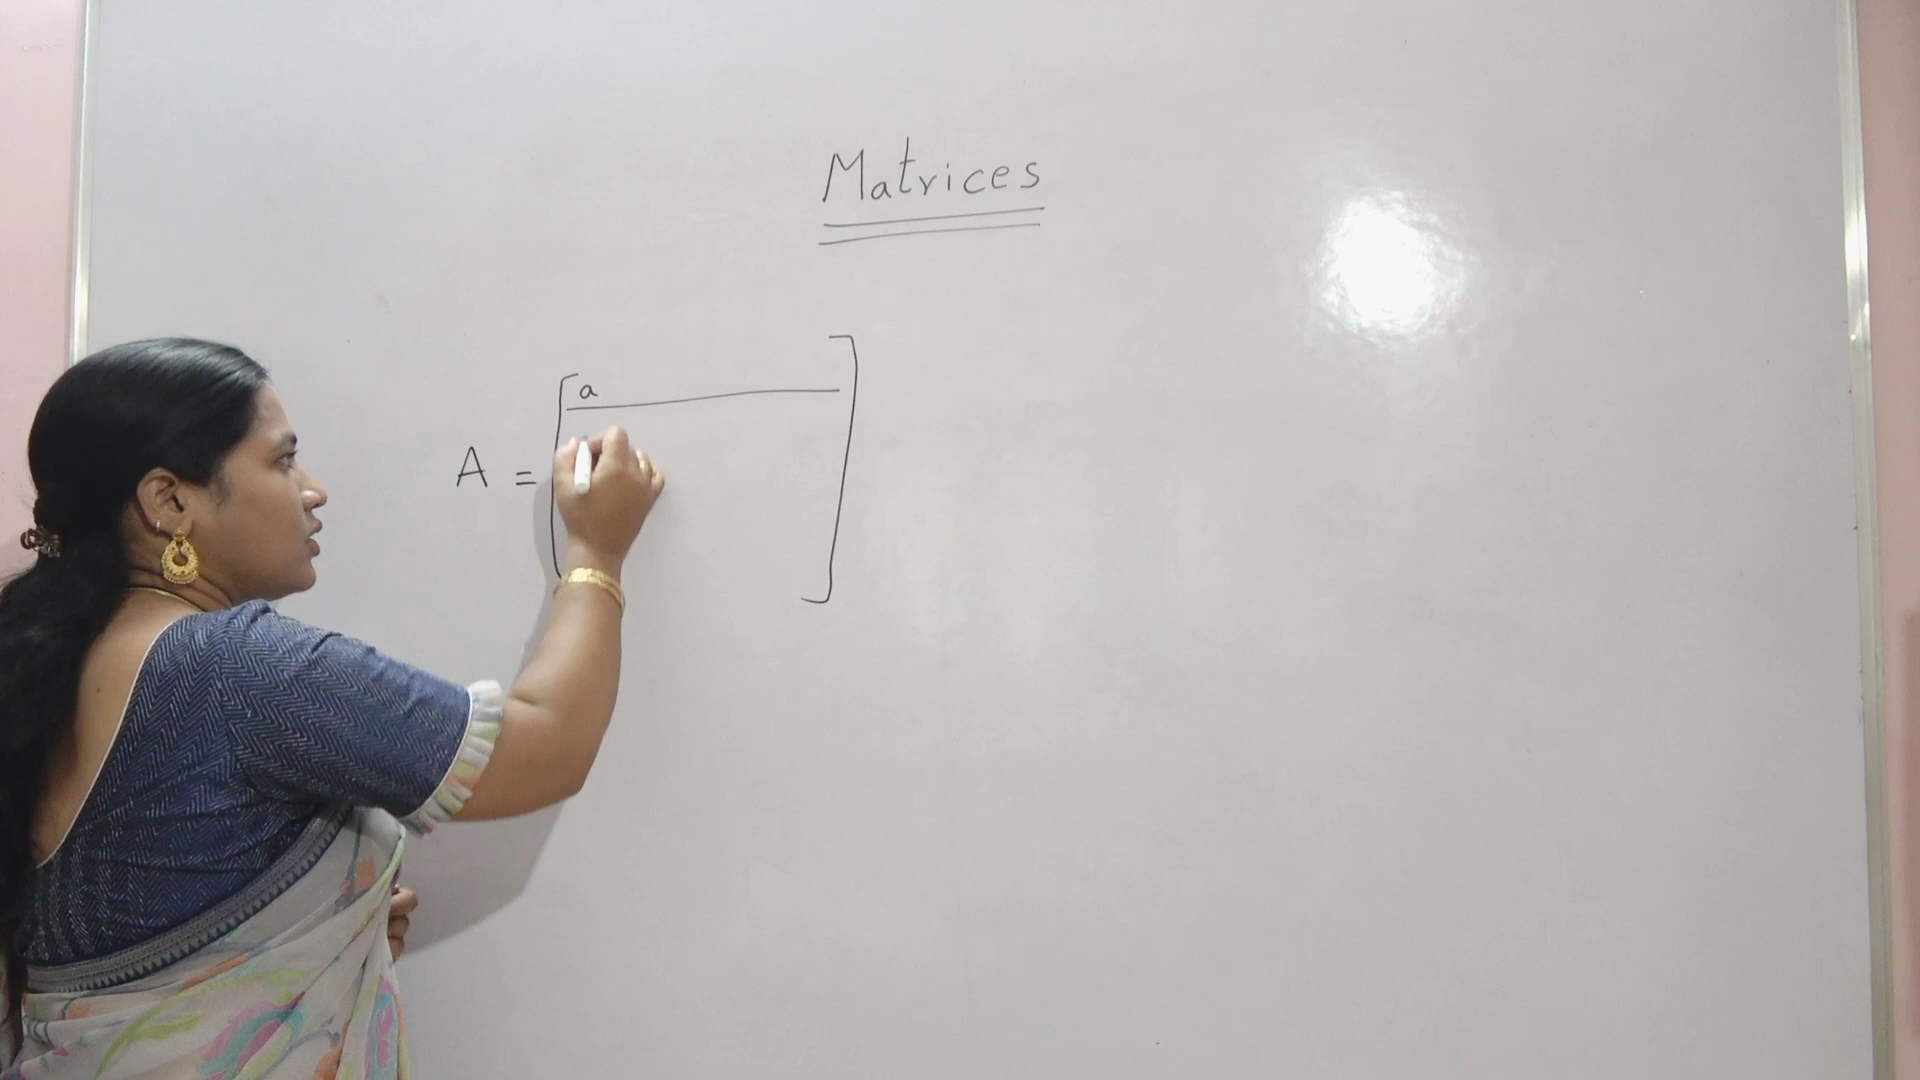 Matrices
a
A = [ ]